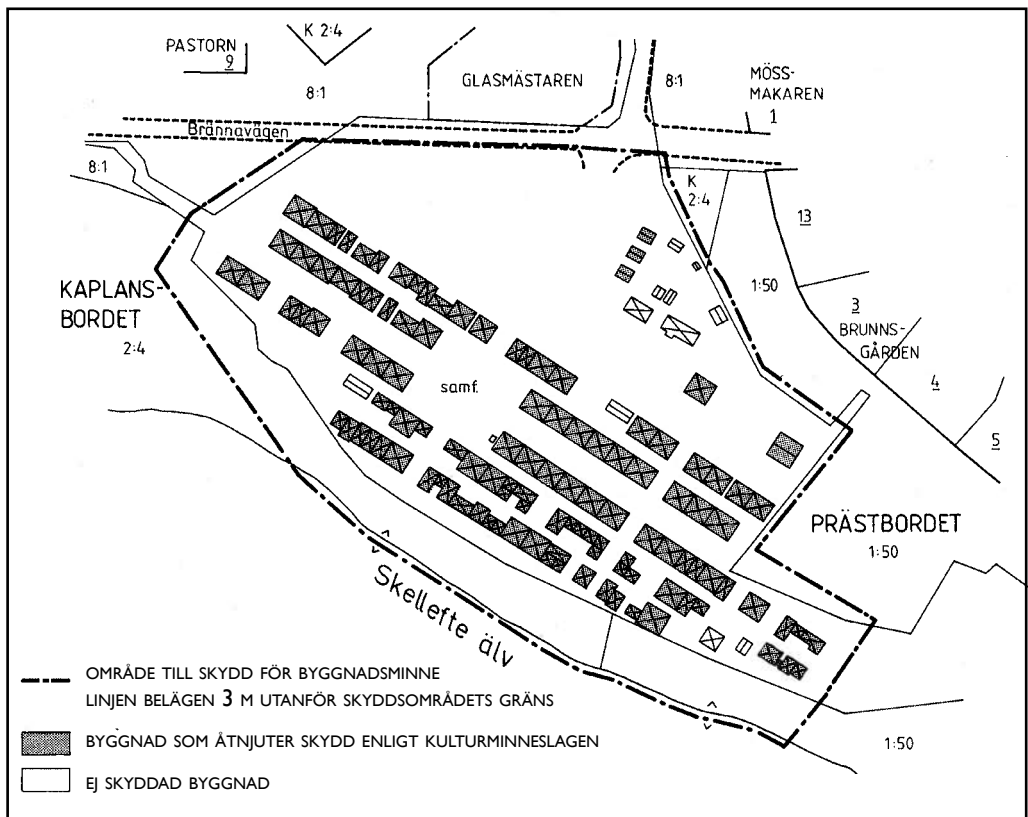 K 2:4
PASTORN
9
8:1
GLASMÄSTAREN
8:1
MÖSS-
MAKAREN
1
Brännavägen
8:1
K
2:4
13
KAPLANS-
BORDET
2:4
1:50
3
BRUNNS-
GÅRDEN
4
5
samf.
PRÄSTBORDET
1:50
Skellefte älv
OMRÅDE TILL SKYDD FÖR BYGGNADSMINNE
LINJEN BELÄGEN 3 M UTANFÖR SKYDDSOMRÅDETS GRÄNS
BYGGNAD SOM ÅTNJUTER SKYDD ENLIGT KULTURMINNESLAGEN
1:50
EJ SKYDDAD BYGGNAD